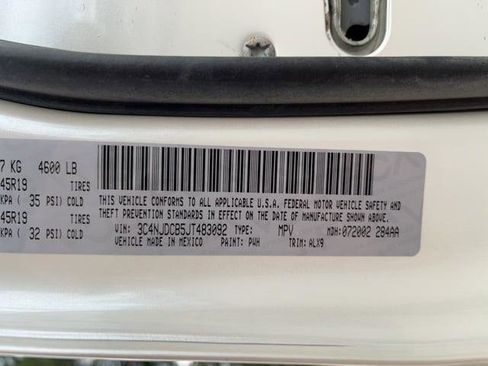 7 KG 4600 LB
45R19 TIRES
KPA ( 35 PSI) COLD
45R19 TIRES
KPA ( 32 PSI) COLD
THIS VEHICLE CONFORMS TO ALL APPLICABLE U.S.A. FEDERAL MOTOR VEHICLE SAFETY AND
THEFT PREVENTION STANDARDS IN EFFECT ON THE DATE OF MANUFACTURE SHOWN ABOVE.
VIN: 3C4NJDCB5JT483092 TYPE: MPV MDH: 072002 284AA
VEHICLE MADE IN MEXICO PAINT: PWH TRIM: ALX9